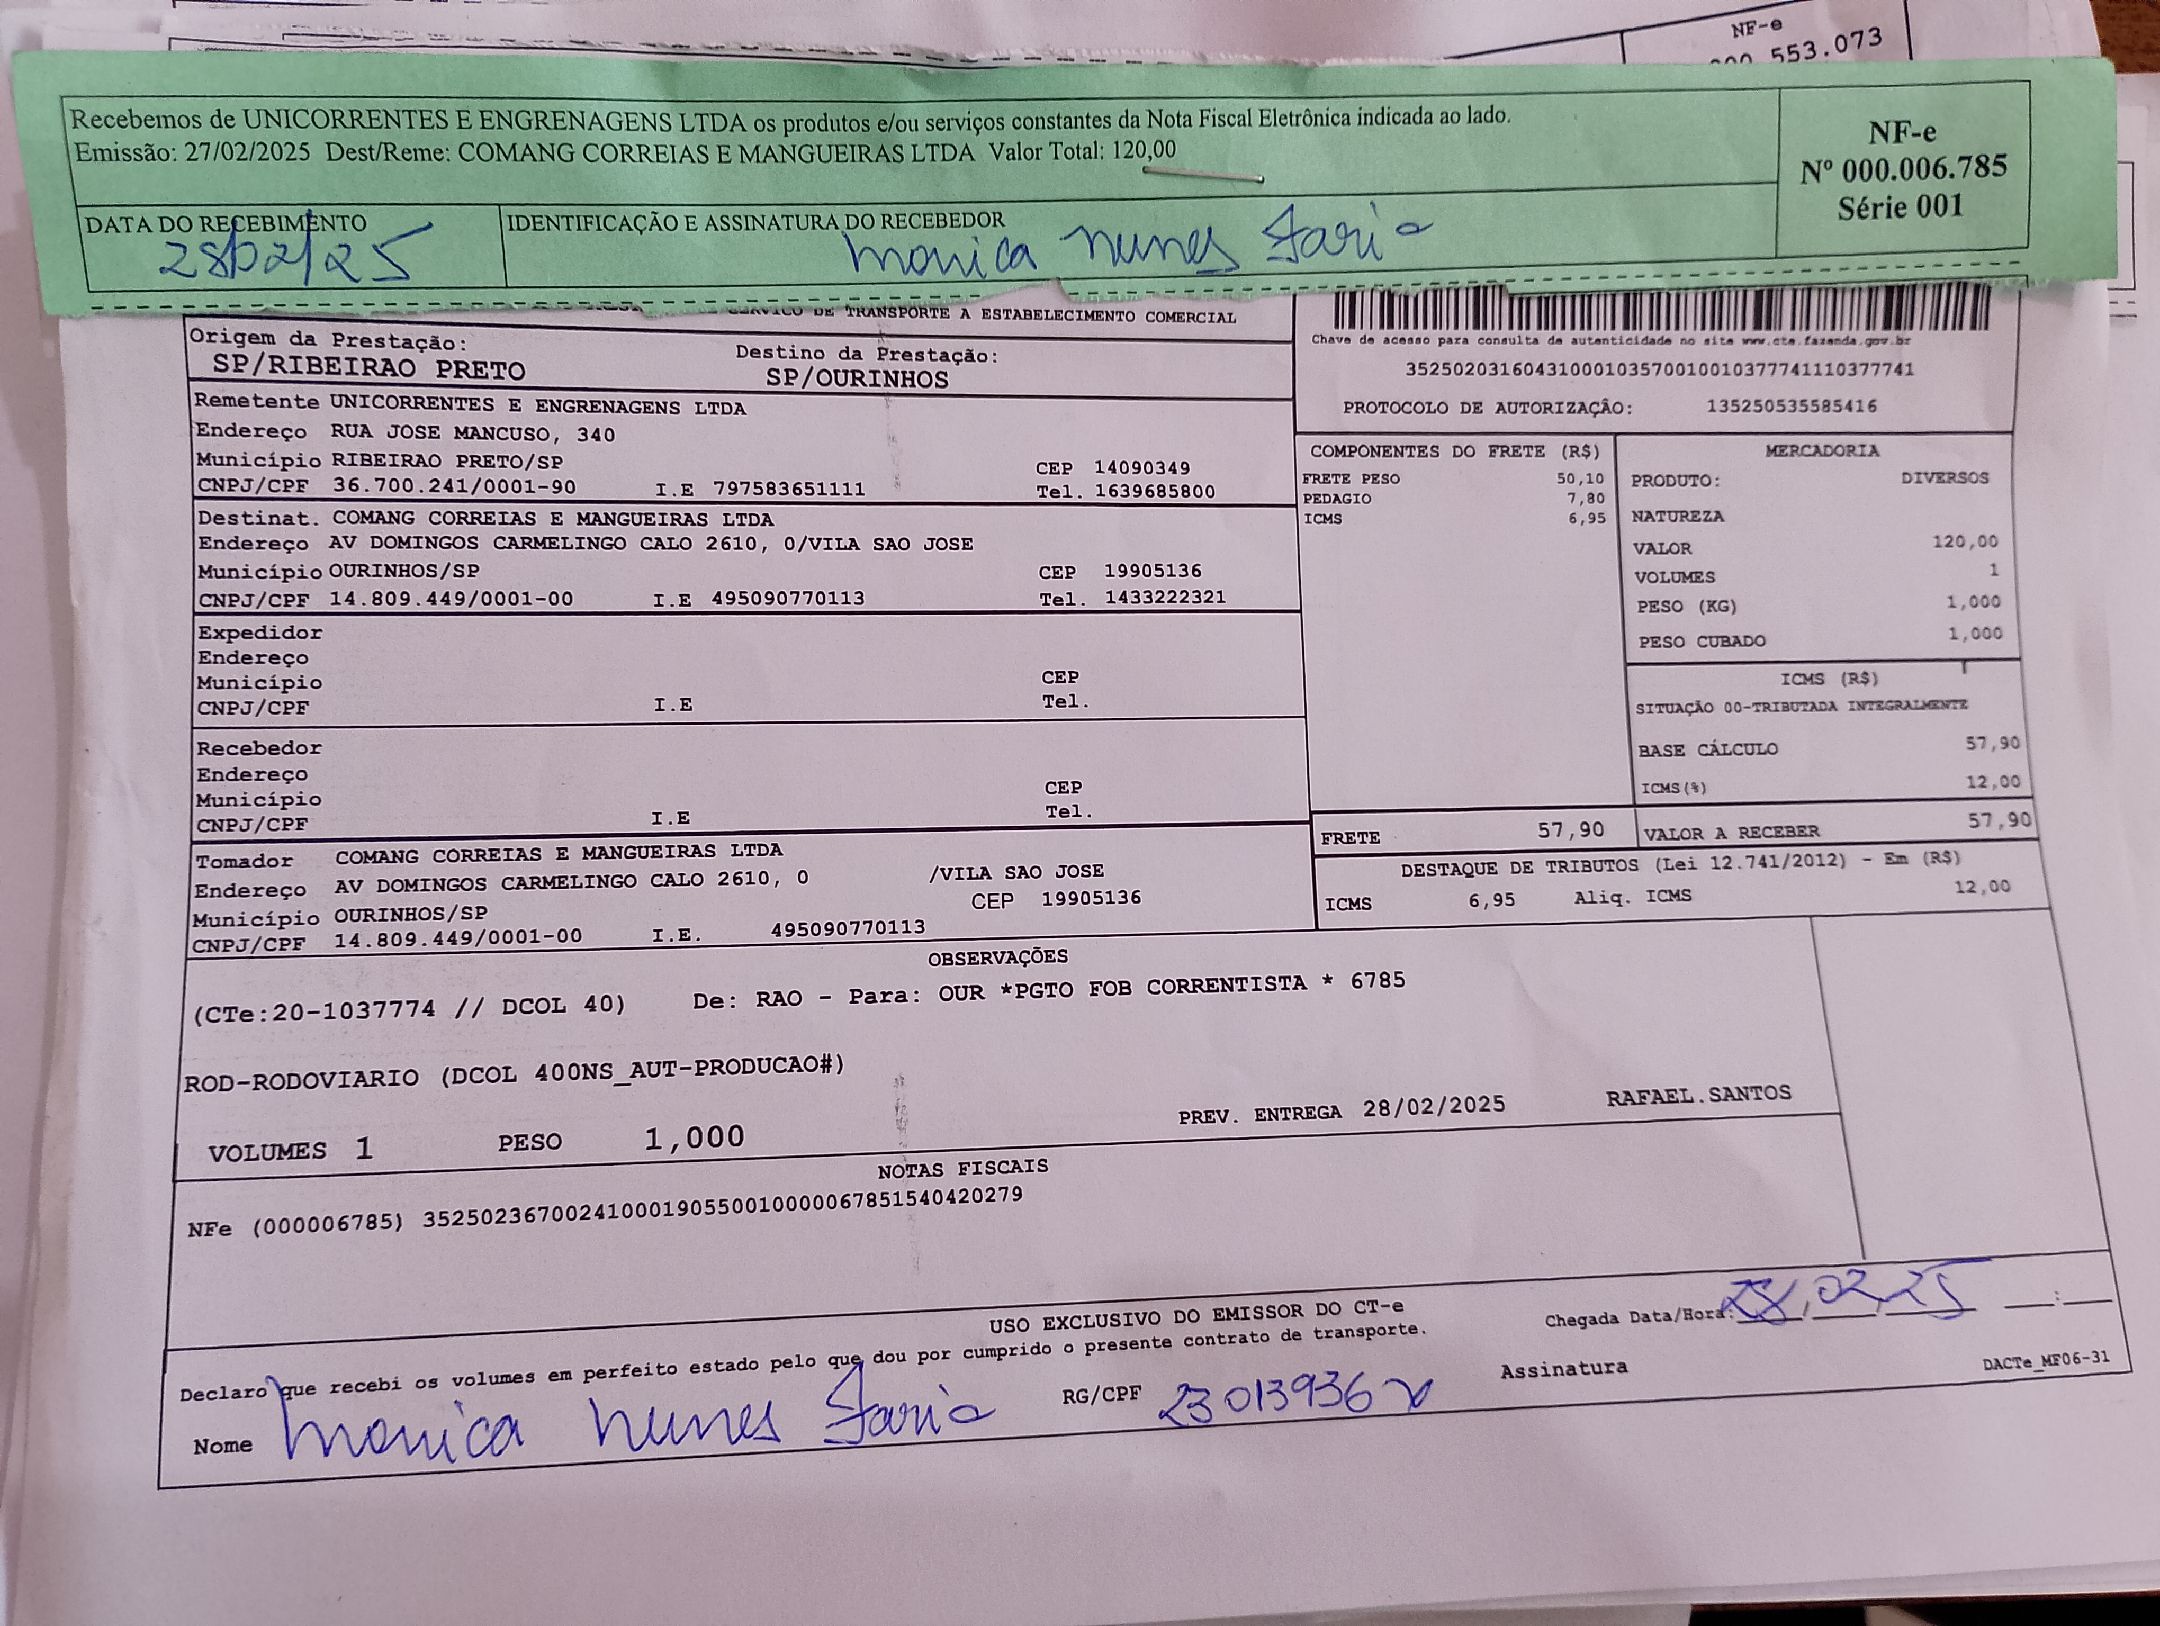 NF-e
553.073
Recebemos de UNICORRENTES E ENGRENAGENS LTDA os produtos e/ou serviços constantes da Nota Fiscal Eletrônica indicada ao lado.
Emissão: 27/02/2025 Dest/Reme: COMANG CORREIAS E MANGUEIRAS LTDA Valor Total: 120,00
NF-e
Nº 000.006.785
Série 001
DATA DO RECEBIMENTO
28/02/25
IDENTIFICAÇÃO E ASSINATURA DO RECEBEDOR
Monica Nunes Faria
DE TRANSPORTE A ESTABELECIMENTO COMERCIAL
Origem da Prestação:
SP/RIBEIRAO PRETO
Destino da Prestação:
SP/OURINHOS
Chave de acesso para consulta de autenticidade no site www.cte.fazenda.gov.br
35250203160431000103570010010377741110377741
PROTOCOLO DE AUTORIZAÇÃO: 135250535585416
Remetente UNICORRENTES E ENGRENAGENS LTDA
Endereço RUA JOSE MANCUSO, 340
Município RIBEIRAO PRETO/SP CEP 14090349
CNPJ/CPF 36.700.241/0001-90 I.E 797583651111 Tel. 1639685800
Destinat. COMANG CORREIAS E MANGUEIRAS LTDA
Endereço AV DOMINGOS CARMELINGO CALO 2610, 0/VILA SAO JOSE
Município OURINHOS/SP CEP 19905136
CNPJ/CPF 14.809.449/0001-00 I.E 495090770113 Tel. 1433222321
Expedidor
Endereço
Município CEP
CNPJ/CPF I.E Tel.
Recebedor
Endereço
Município CEP
CNPJ/CPF I.E Tel.
Tomador COMANG CORREIAS E MANGUEIRAS LTDA
Endereço AV DOMINGOS CARMELINGO CALO 2610, 0 /VILA SAO JOSE
Município OURINHOS/SP CEP 19905136
CNPJ/CPF 14.809.449/0001-00 I.E. 495090770113
COMPONENTES DO FRETE (R$)
FRETE PESO 50,10
PEDAGIO 7,80
ICMS 6,95
MERCADORIA
PRODUTO: DIVERSOS
NATUREZA
VALOR 120,00
VOLUMES 1
PESO (KG) 1,000
PESO CUBADO 1,000
ICMS (R$)
SITUAÇÃO 00-TRIBUTADA INTEGRALMENTE
BASE CÁLCULO 57,90
ICMS(%) 12,00
FRETE 57,90
VALOR A RECEBER 57,90
DESTAQUE DE TRIBUTOS (Lei 12.741/2012) - Em (R$)
ICMS 6,95 Aliq. ICMS 12,00
OBSERVAÇÕES
(CTe:20-1037774 // DCOL 40) De: RAO - Para: OUR *PGTO FOB CORRENTISTA * 6785
ROD-RODOVIARIO (DCOL 400NS_AUT-PRODUCAO#)
PREV. ENTREGA 28/02/2025 RAFAEL.SANTOS
VOLUMES 1 PESO 1,000
NOTAS FISCAIS
NFe (000006785) 35250236700241000190550010000067851540420279
USO EXCLUSIVO DO EMISSOR DO CT-e
Chegada Data/Hora: 28,02,25 :
Declaro que recebi os volumes em perfeito estado pelo que dou por cumprido o presente contrato de transporte.
Nome Monica Nunes Faria RG/CPF Assinatura
DACTe_MF06-31